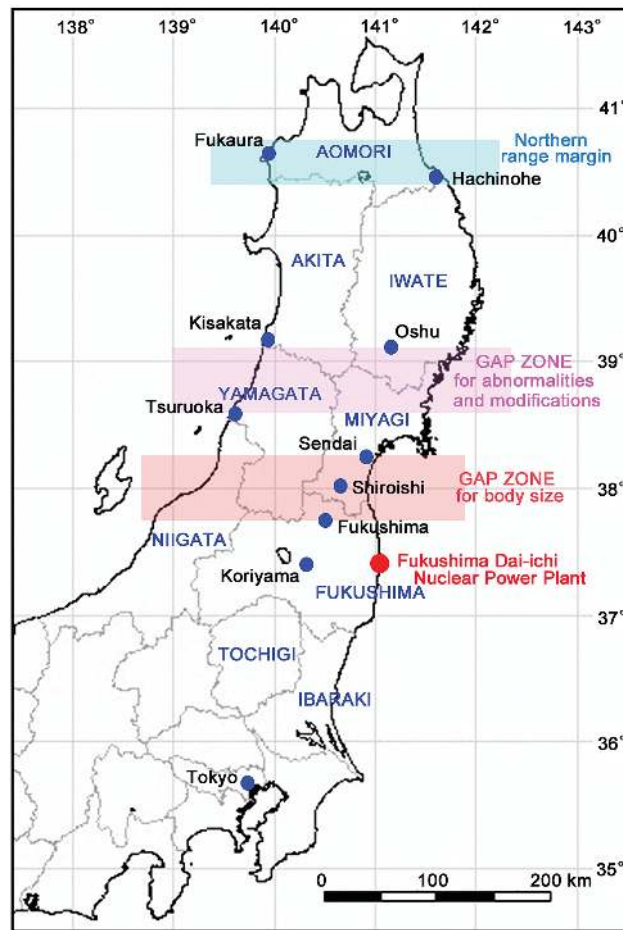 138° 139° 140° 141° 142° 143°
41°
Fukaura
AOMORI
Northern
range margin
Hachinohe
40°
AKITA
IWATE
Kisakata
Oshu
39°
GAP ZONE
for abnormalities
and modifications
YAMAGATA
Tsuruoka
MIYAGI
Sendai
GAP ZONE
for body size
Shiroishi
38°
Fukushima
NIIGATA
Koriyama
Fukushima Dai-ichi
Nuclear Power Plant
FUKUSHIMA
37°
TOCHIGI
IBARAKI
36°
Tokyo
35°
0 100 200 km